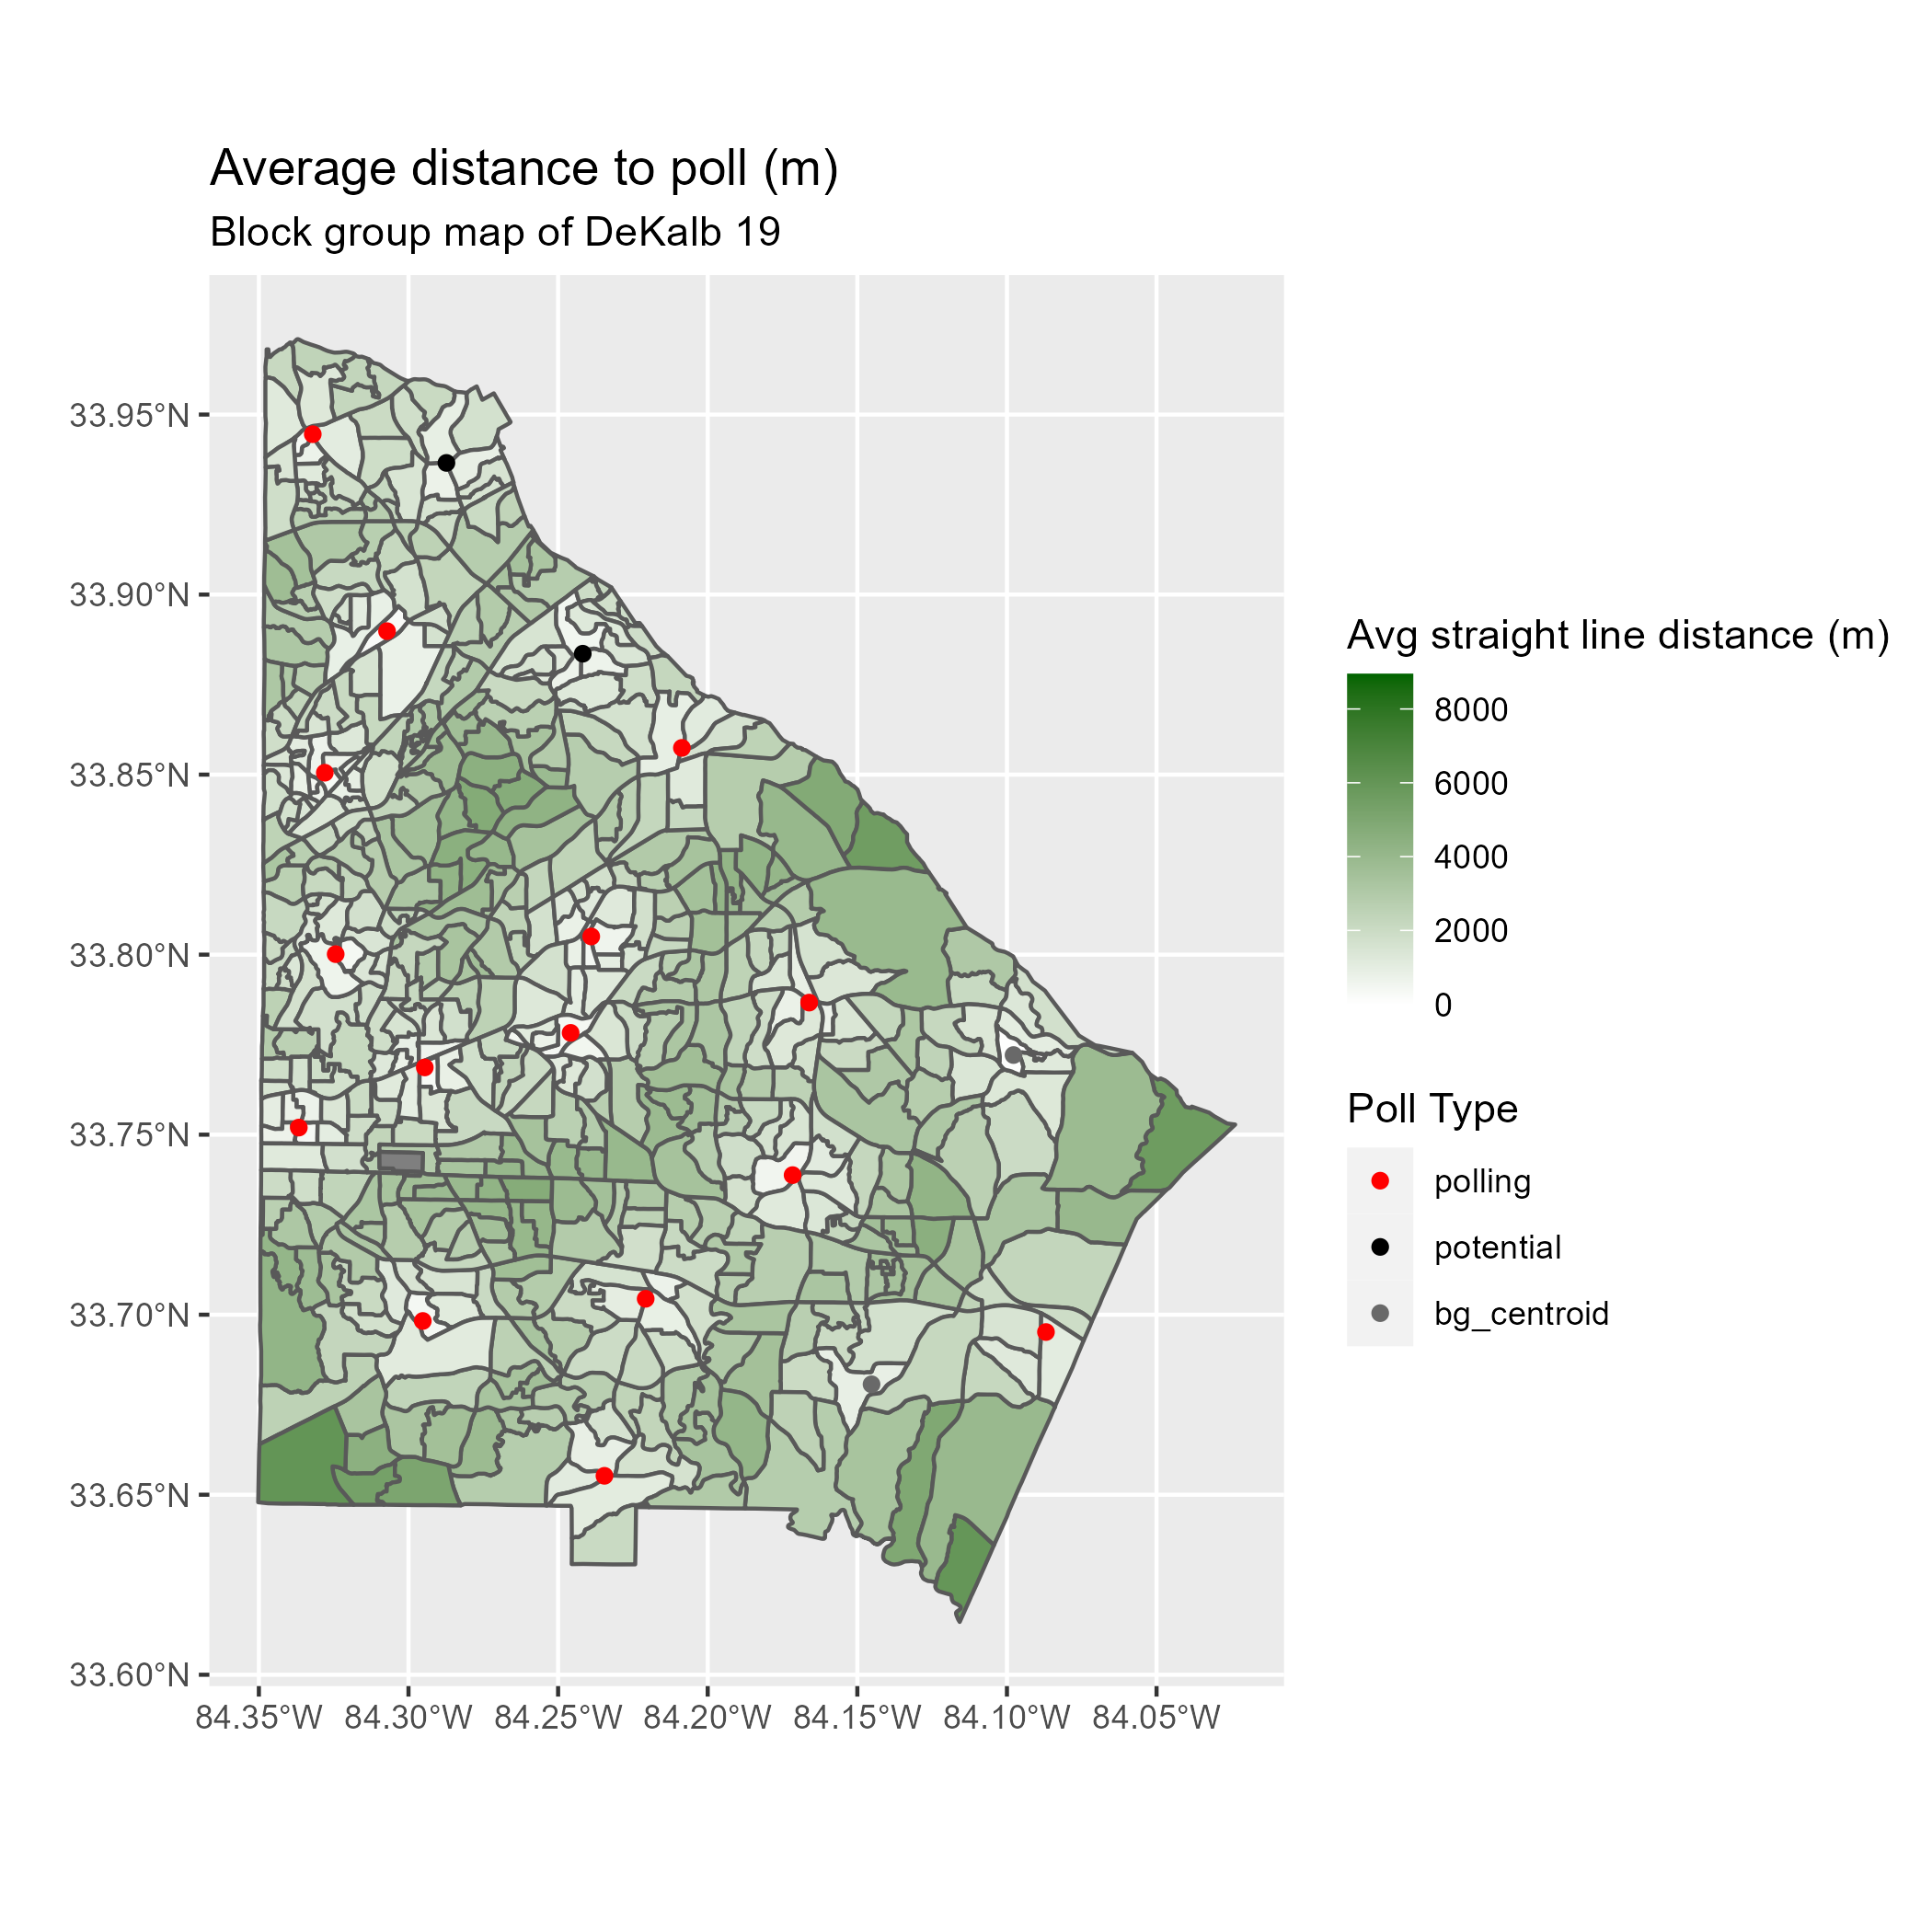 Average distance to poll (m)
Block group map of DeKalb 19
33.95°N
33.90°N
33.85°N
33.80°N
33.75°N
33.70°N
33.65°N
33.60°N
84.35°W 84.30°W 84.25°W 84.20°W 84.15°W 84.10°W 84.05°W
Avg straight line distance (m)
8000
6000
4000
2000
0
Poll Type
polling
potential
bg_centroid